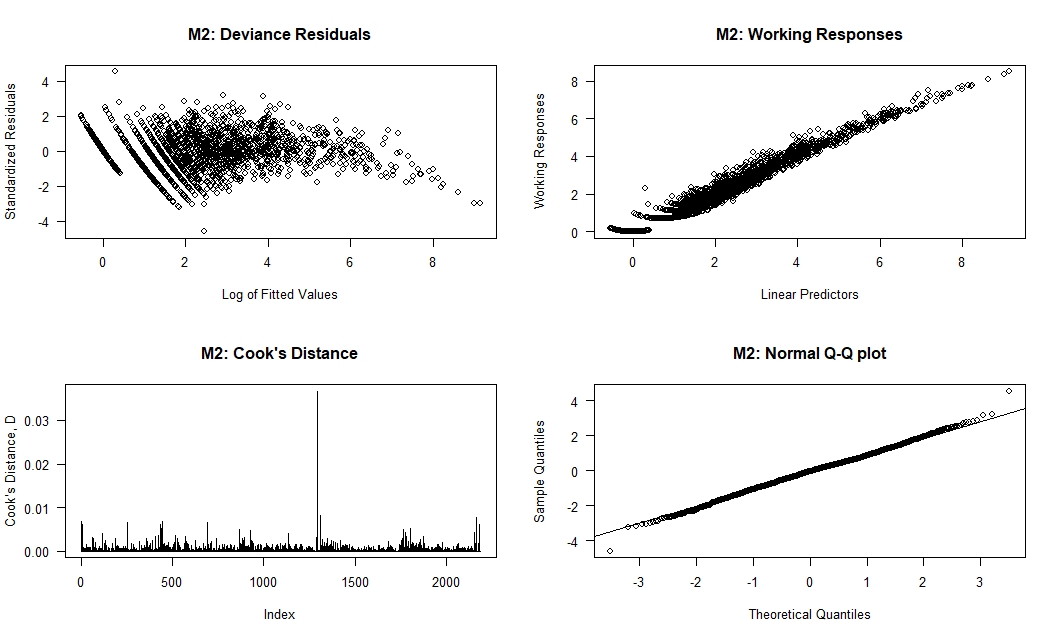 M2: Deviance Residuals
Standardized Residuals
4
2
0
-2
-4
0 2 4 6 8
Log of Fitted Values
M2: Working Responses
Working Responses
8
6
4
2
0
0 2 4 6 8
Linear Predictors
M2: Cook's Distance
Cook's Distance, D
0.03
0.02
0.01
0.00
0 500 1000 1500 2000
Index
M2: Normal Q-Q plot
Sample Quantiles
4
2
0
-2
-4
-3 -2 -1 0 1 2 3
Theoretical Quantiles